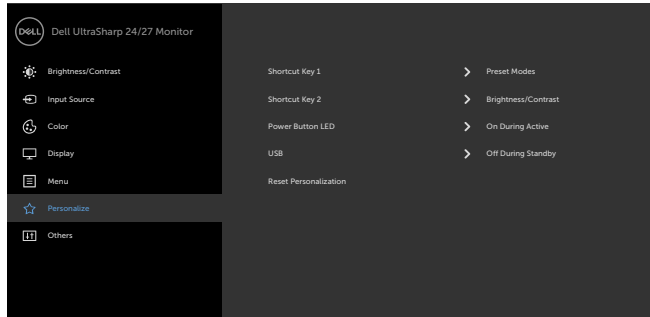 DELL Dell UltraSharp 24/27 Monitor
Brightness/Contrast
Input Source
Color
Display
Menu
Personalize
Others
Shortcut Key 1 Preset Modes
Shortcut Key 2 Brightness/Contrast
Power Button LED On During Active
USB Off During Standby
Reset Personalization